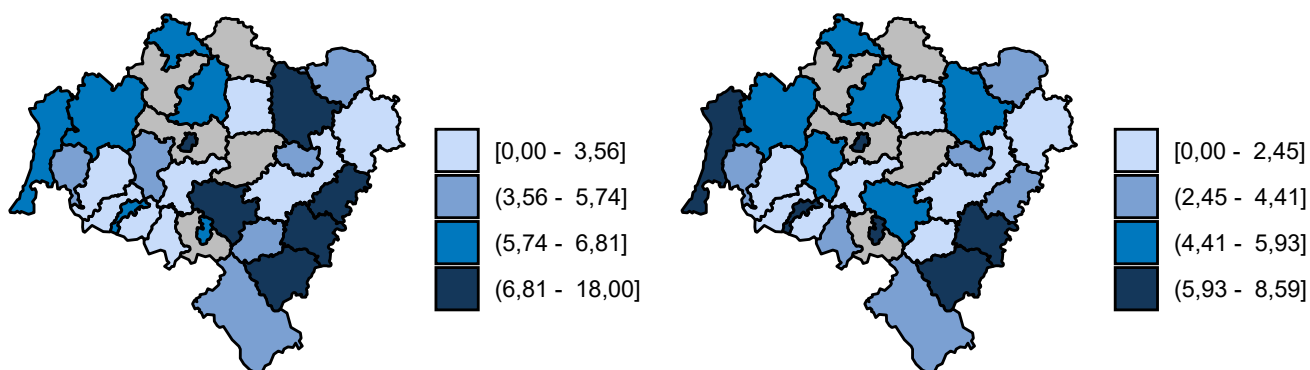 [0,00 - 3,56]
(3,56 - 5,74]
(5,74 - 6,81]
(6,81 - 18,00]
[0,00 - 2,45]
(2,45 - 4,41]
(4,41 - 5,93]
(5,93 - 8,59]